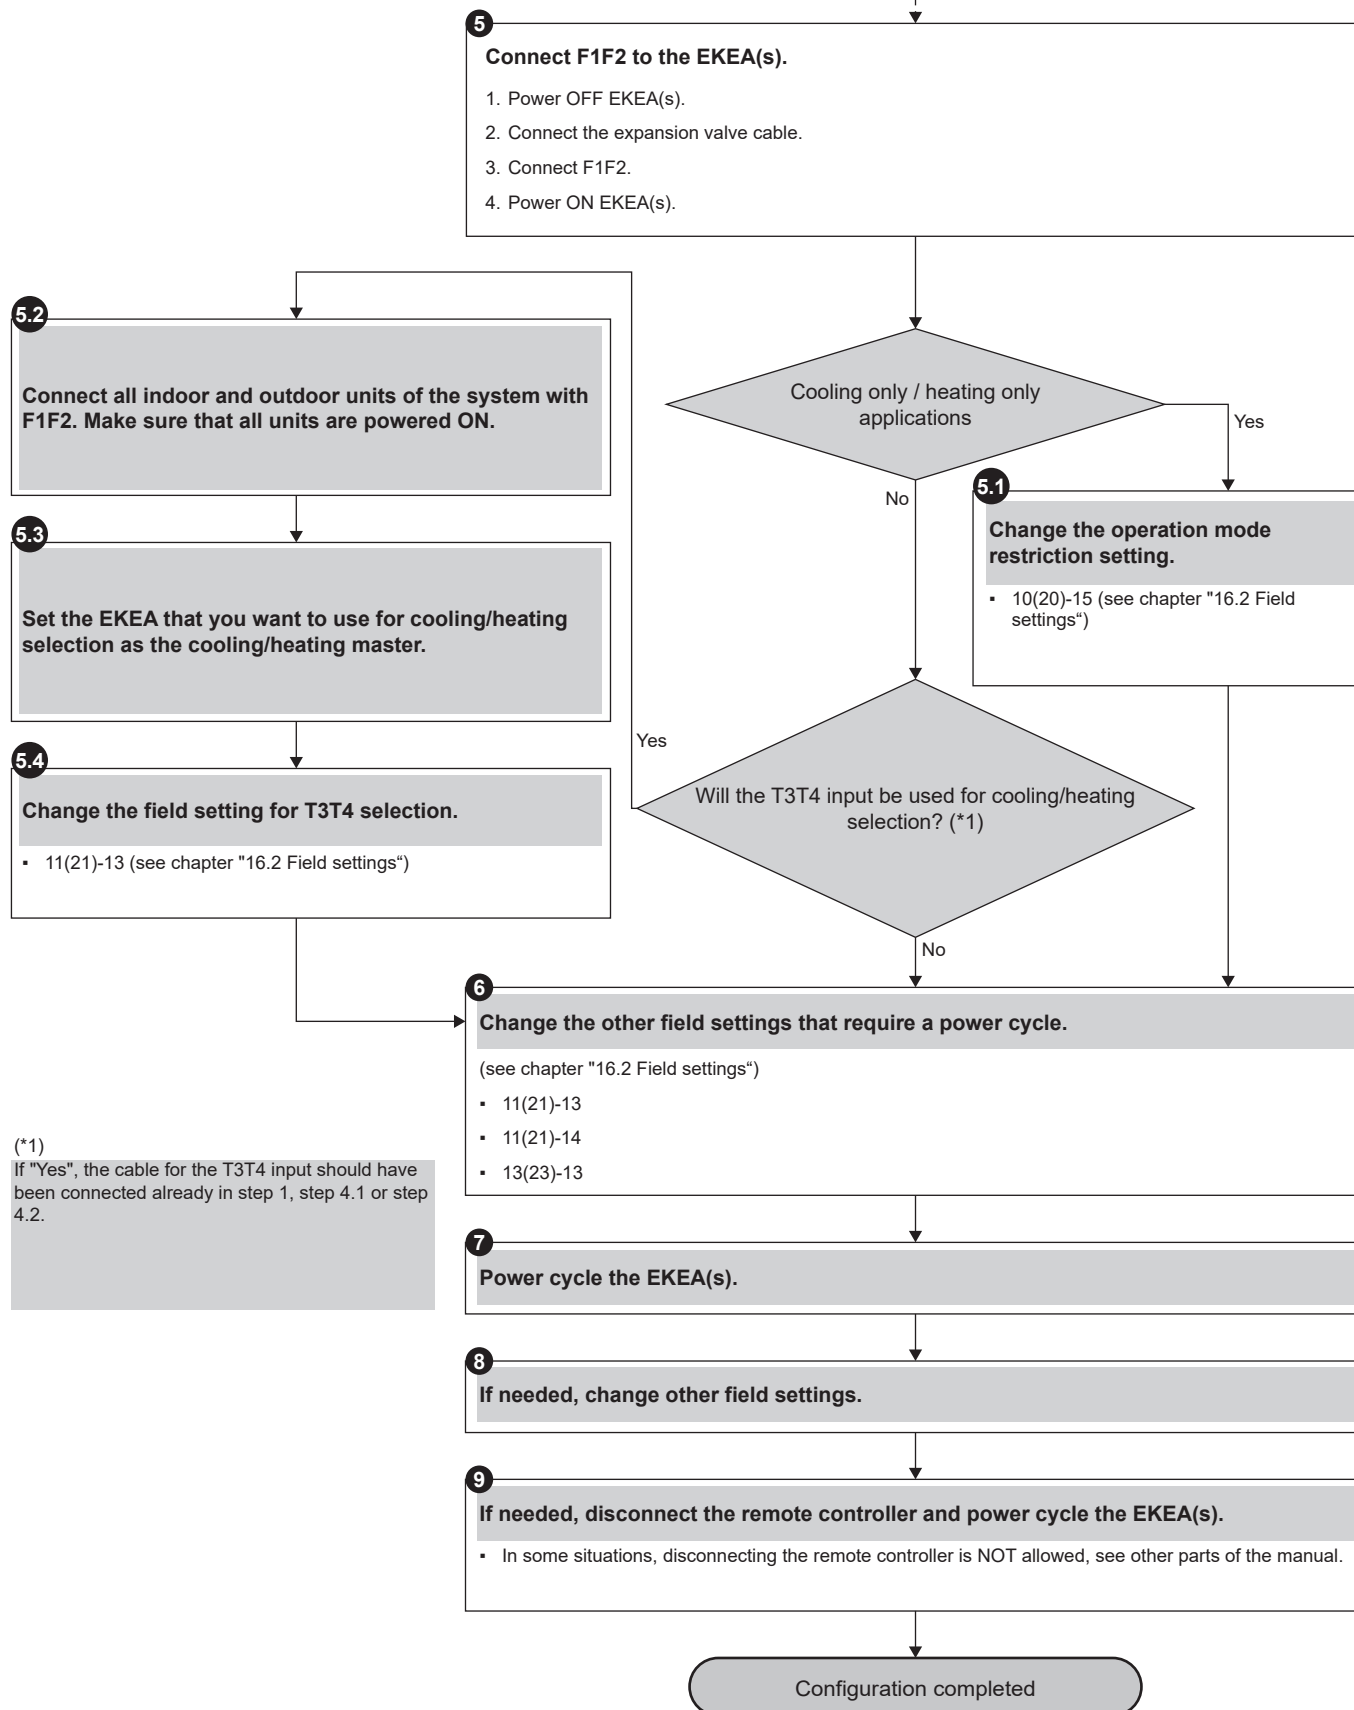 5
Connect F1F2 to the EKEA(s).
1. Power OFF EKEA(s).
2. Connect the expansion valve cable.
3. Connect F1F2.
4. Power ON EKEA(s).
Cooling only / heating only
applications
Yes
No
5.1
Change the operation mode
restriction setting.
▪ 10(20)-15 (see chapter "16.2 Field
settings“)
5.2
Connect all indoor and outdoor units of the system with
F1F2. Make sure that all units are powered ON.
5.3
Set the EKEA that you want to use for cooling/heating
selection as the cooling/heating master.
5.4
Change the field setting for T3T4 selection.
▪ 11(21)-13 (see chapter "16.2 Field settings“)
Yes
Will the T3T4 input be used for cooling/heating
selection? (*1)
No
6
Change the other field settings that require a power cycle.
(see chapter "16.2 Field settings“)
▪ 11(21)-13
▪ 11(21)-14
▪ 13(23)-13
(*1)
If "Yes", the cable for the T3T4 input should have
been connected already in step 1, step 4.1 or step
4.2.
7
Power cycle the EKEA(s).
8
If needed, change other field settings.
9
If needed, disconnect the remote controller and power cycle the EKEA(s).
▪ In some situations, disconnecting the remote controller is NOT allowed, see other parts of the manual.
Configuration completed